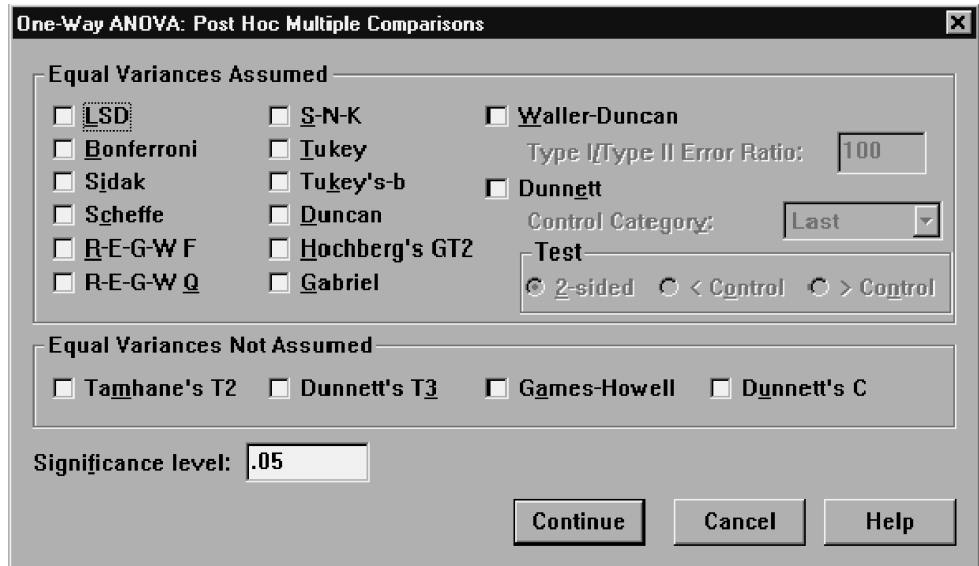 One-Way ANOVA: Post Hoc Multiple Comparisons
Equal Variances Assumed
LSD
Bonferroni
Sidak
Scheffe
R-E-G-W F
R-E-G-W Q
S-N-K
Tukey
Tukey's-b
Duncan
Hochberg's GT2
Gabriel
Waller-Duncan
Type I/Type II Error Ratio: 100
Dunnett
Control Category: Last
Test
2-sided < Control > Control
Equal Variances Not Assumed
Tamhane's T2 Dunnett's T3 Games-Howell Dunnett's C
Significance level: .05
Continue Cancel Help